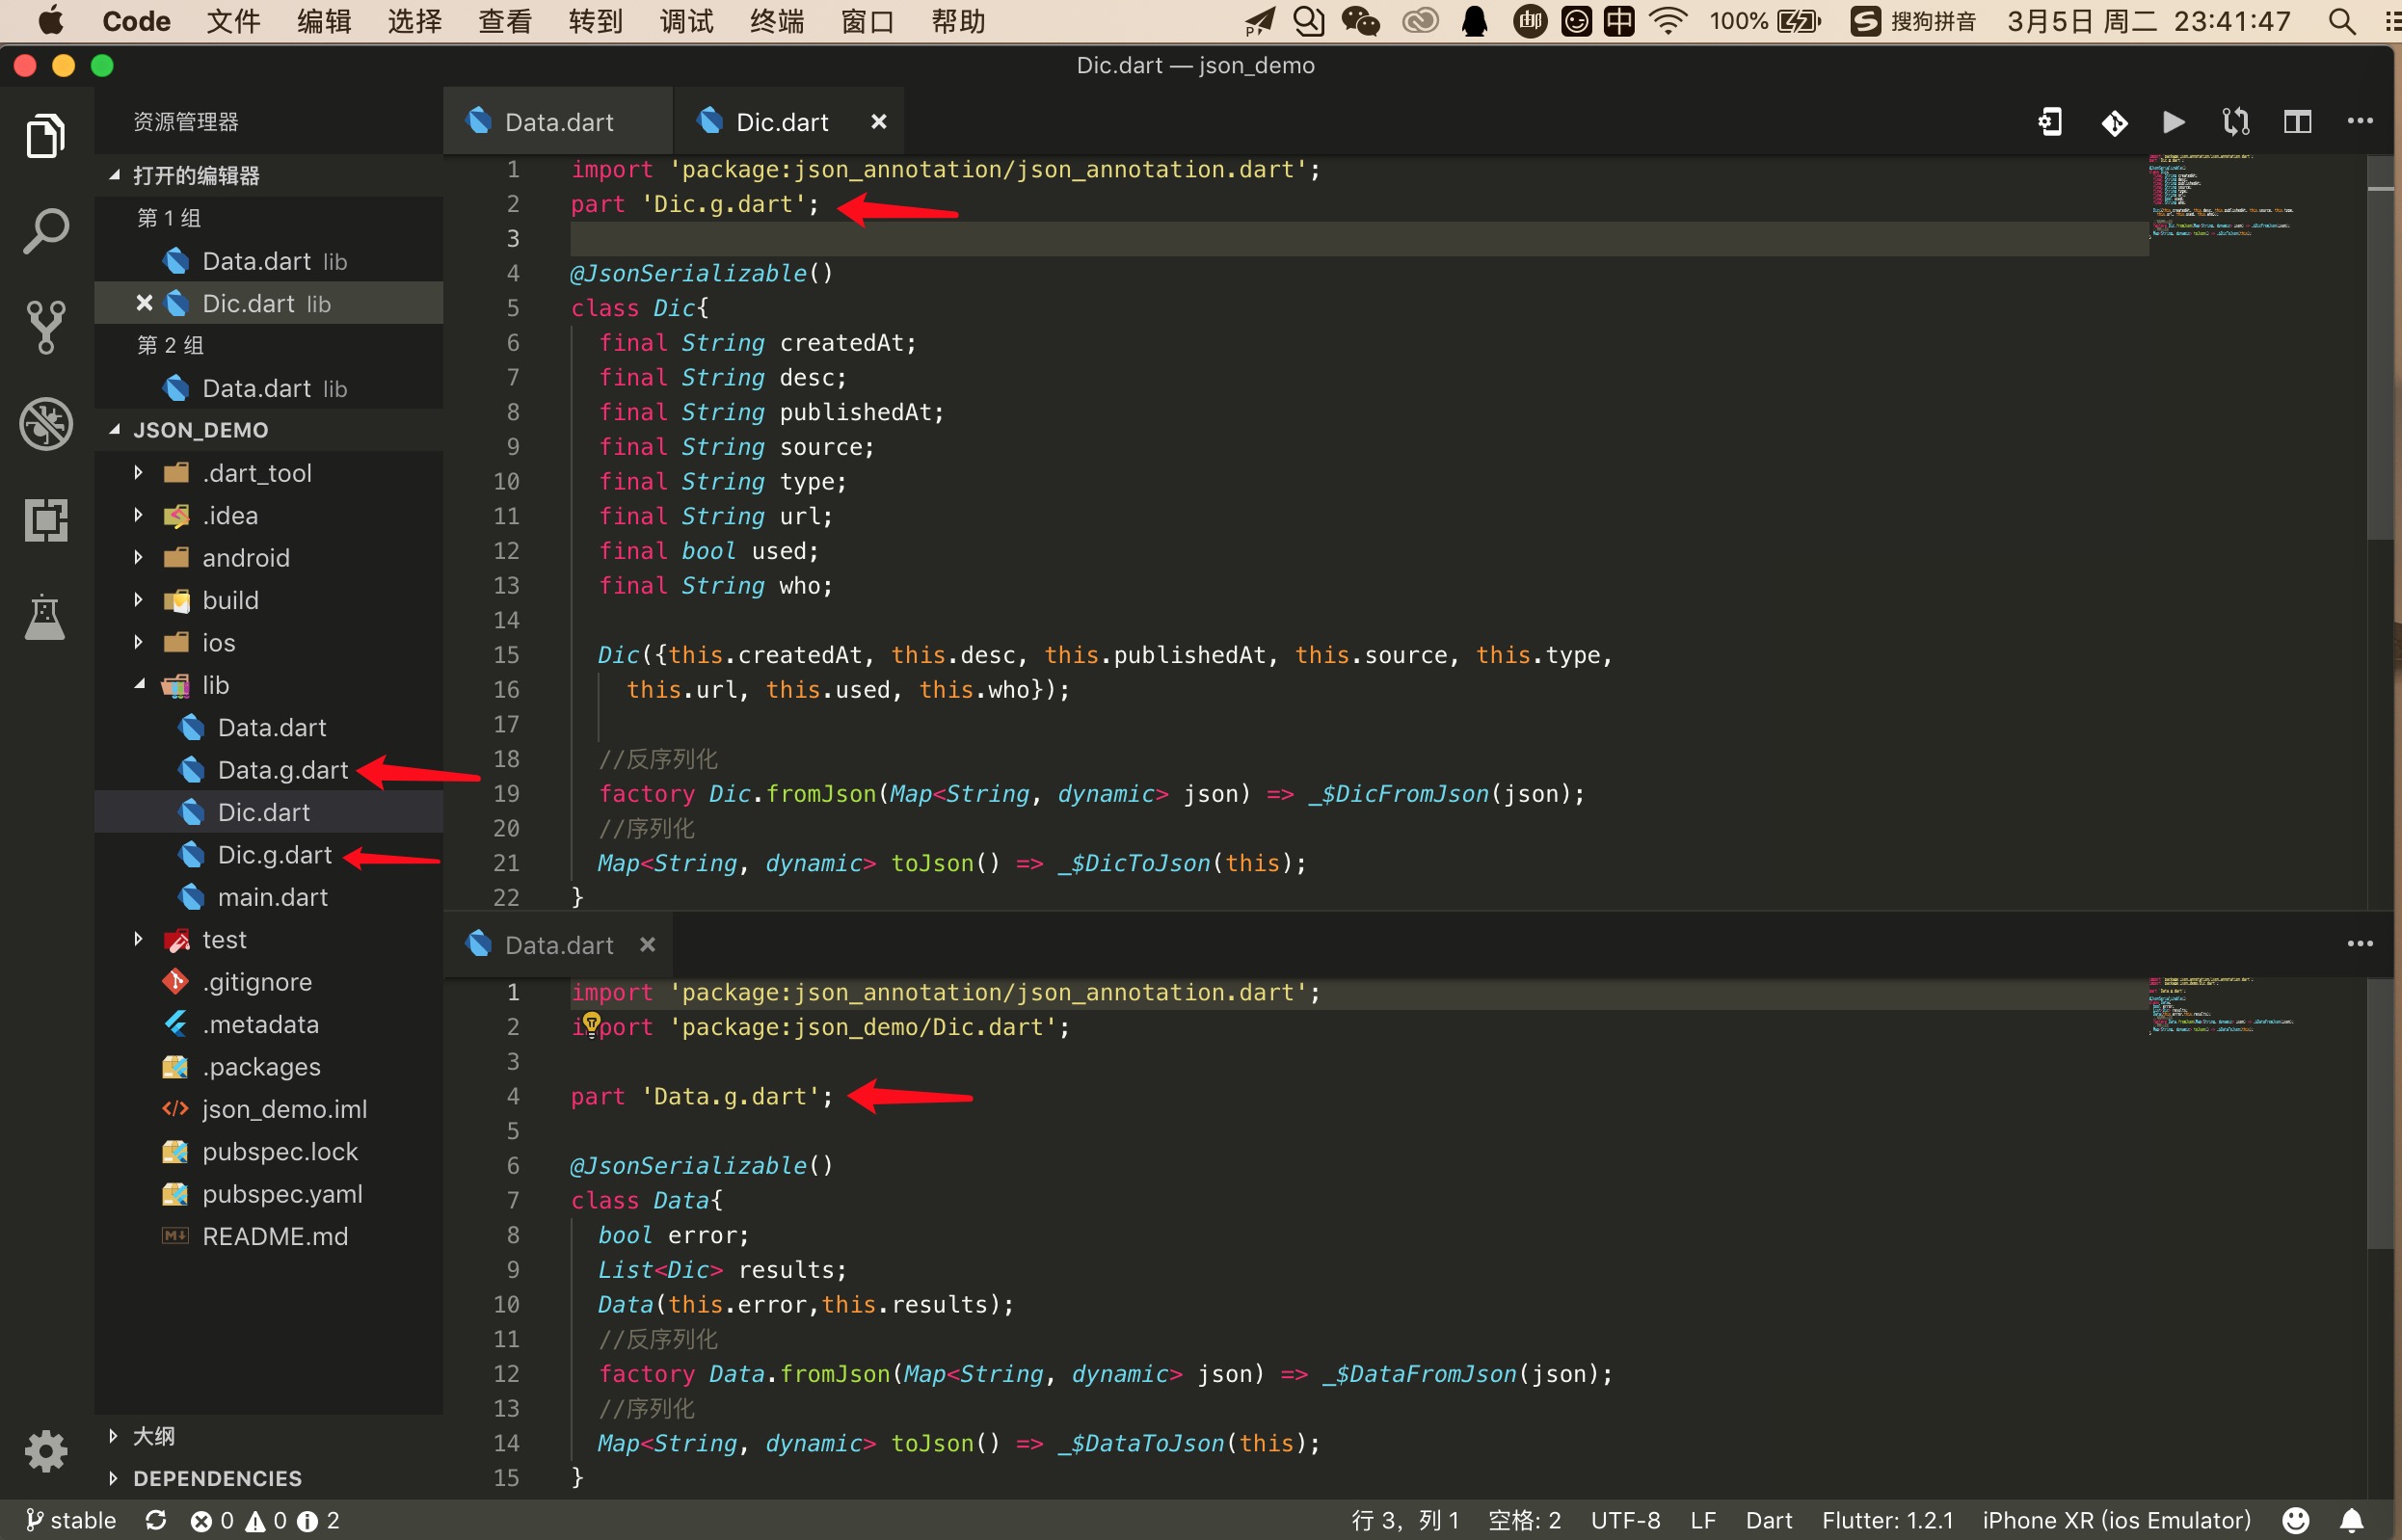 Code 文件 编辑 选择 查看 转到 调试 终端 窗口 帮助 邮 中 100% 搜狗拼音 3月5日 周二 23:41:47
Dic.dart — json_demo
资源管理器
打开的编辑器
第 1 组
Data.dart lib
Dic.dart lib
第 2 组
Data.dart lib
JSON_DEMO
.dart_tool
.idea
android
build
ios
lib
Data.dart
Data.g.dart
Dic.dart
Dic.g.dart
main.dart
test
.gitignore
.metadata
.packages
json_demo.iml
pubspec.lock
pubspec.yaml
README.md
大纲
DEPENDENCIES
Data.dart Dic.dart
1 import 'package:json_annotation/json_annotation.dart';
2 part 'Dic.g.dart';
3
4 @JsonSerializable()
5 class Dic{
6 final String createdAt;
7 final String desc;
8 final String publishedAt;
9 final String source;
10 final String type;
11 final String url;
12 final bool used;
13 final String who;
14
15 Dic({this.createdAt, this.desc, this.publishedAt, this.source, this.type,
16 this.url, this.used, this.who});
17
18 //反序列化
19 factory Dic.fromJson(Map<String, dynamic> json) => _$DicFromJson(json);
20 //序列化
21 Map<String, dynamic> toJson() => _$DicToJson(this);
22 }
Data.dart
1 import 'package:json_annotation/json_annotation.dart';
2 import 'package:json_demo/Dic.dart';
3
4 part 'Data.g.dart';
5
6 @JsonSerializable()
7 class Data{
8 bool error;
9 List<Dic> results;
10 Data(this.error,this.results);
11 //反序列化
12 factory Data.fromJson(Map<String, dynamic> json) => _$DataFromJson(json);
13 //序列化
14 Map<String, dynamic> toJson() => _$DataToJson(this);
15 }
stable 0 0 2 行 3，列 1 空格: 2 UTF-8 LF Dart Flutter: 1.2.1 iPhone XR (ios Emulator)